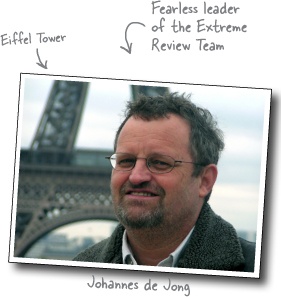 Fearless leader
of the Extreme
Review Team
Eiffel Tower
Johannes de Jong